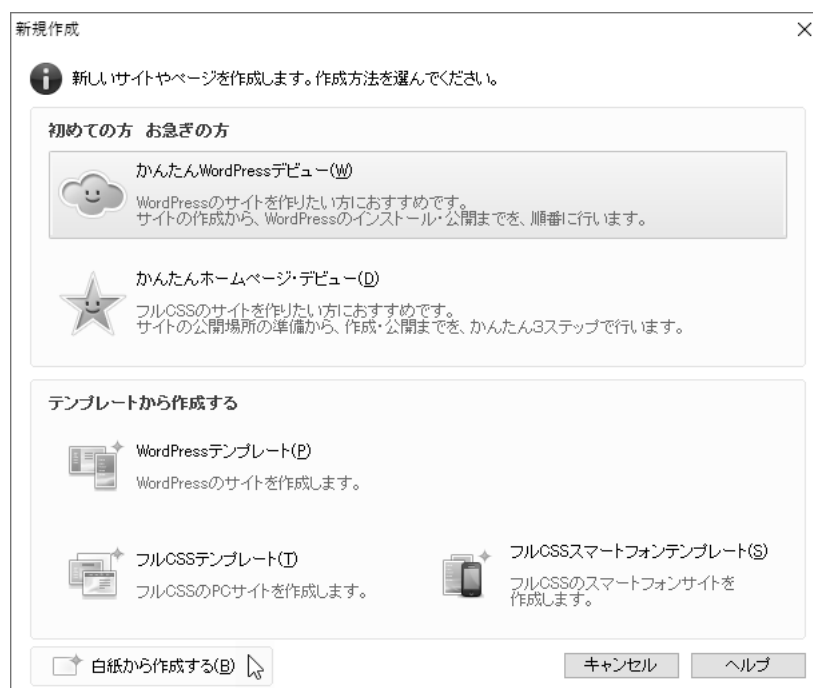 新規作成
新しいサイトやページを作成します。作成方法を選んでください。
初めての方 お急ぎの方
かんたんWordPressデビュー(W)
WordPressのサイトを作りたい方におすすめです。
サイトの作成から、WordPressのインストール・公開までを、順番に行います。
かんたんホームページ・デビュー(D)
フルCSSのサイトを作りたい方におすすめです。
サイトの公開場所の準備から、作成・公開までを、かんたん3ステップで行います。
テンプレートから作成する
WordPressテンプレート(P)
WordPressのサイトを作成します。
フルCSSテンプレート(T)
フルCSSのPCサイトを作成します。
フルCSSスマートフォンテンプレート(S)
フルCSSのスマートフォンサイトを
作成します。
白紙から作成する(B)
キャンセル
ヘルプ